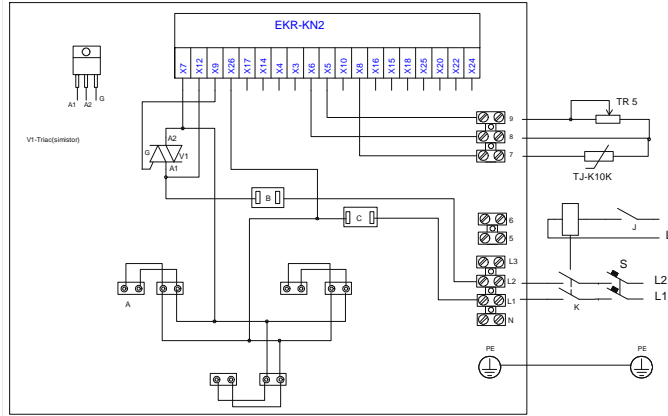 EKR-KN2
X7 X12 X9 X26 X17 X14 X4 X3 X6 X5 X10 X8 X16 X15 X18 X25 X20 X22 X24
A1 A2 G
V1-Triac(simistor)
A2
G V1
A1
9
8
7
TR 5
TJ-K10K
B
C
6
5
J
L
L3
L2
L1
N
S
L2
L1
K
A
PE
PE